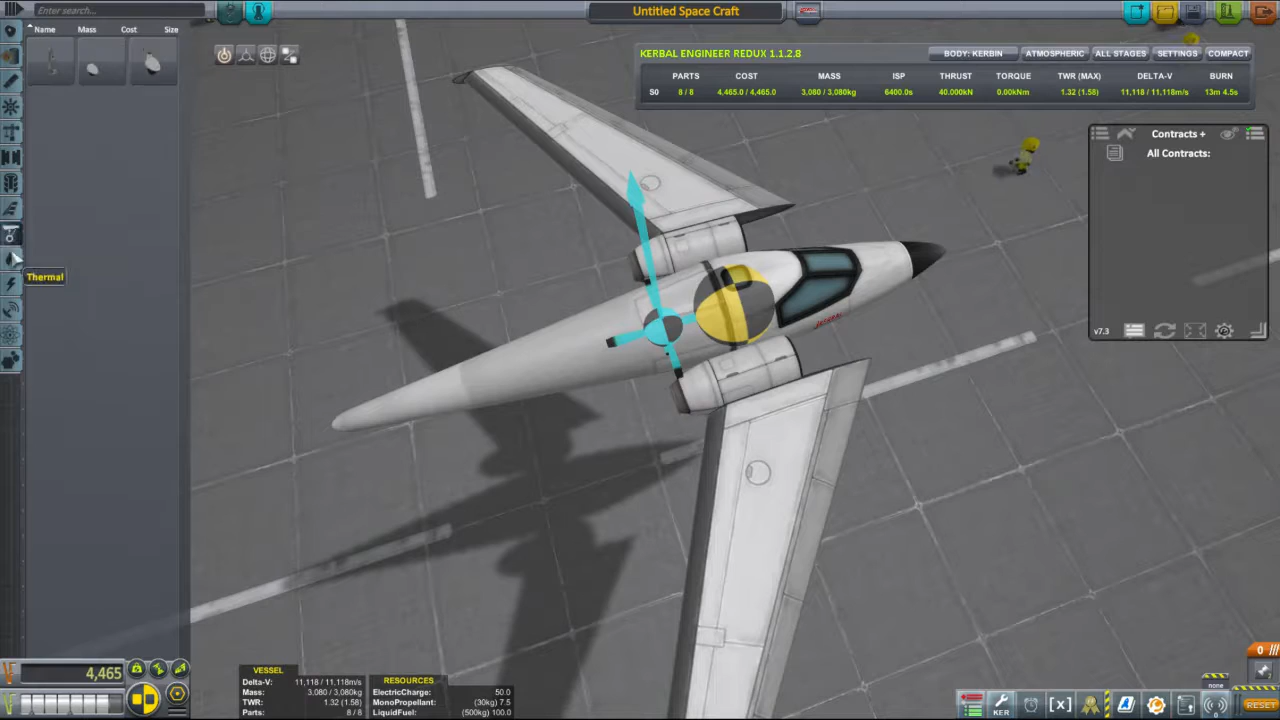 Enter search...
Untitled Space Craft
Name Mass Cost Size
KERBAL ENGINEER REDUX 1.1.2.8
BODY: KERBIN ATMOSPHERIC ALL STAGES SETTINGS COMPACT
PARTS COST MASS ISP THRUST TORQUE TWR (MAX) DELTA-V BURN
S0 8 / 8 4,465.0 / 4,465.0 3,080 / 3,080kg 6400.0s 40.000kN 0.00kNm 1.32 (1.58) 11,118 / 11,118m/s 13m 4.5s
Contracts +
All Contracts:
v7.3
Thermal
4,465
VESSEL
Delta-V: 11,118 / 11,118m/s
Mass: 3,080 / 3,080kg
TWR: 1.32 (1.58)
Parts: 8 / 8
RESOURCES
ElectricCharge: 50.0
MonoPropellant: (30kg) 7.5
LiquidFuel: (500kg) 100.0
0
none
KER
[x]
RESET